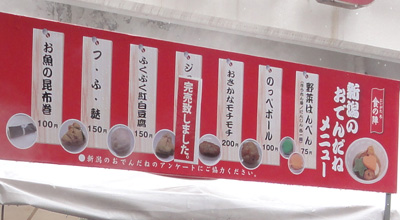 食の陣
新潟の
おでんだね
メニュー
野菜はんぺん
75円
のっぺボール
100円
おさかなモチモチ
200円
完売致しました。
ふくふく紅白豆腐
150円
つ・ぶ・謎
150円
お魚の昆布巻
100円
※新潟のおでんだねのアンケートにご協力ください。